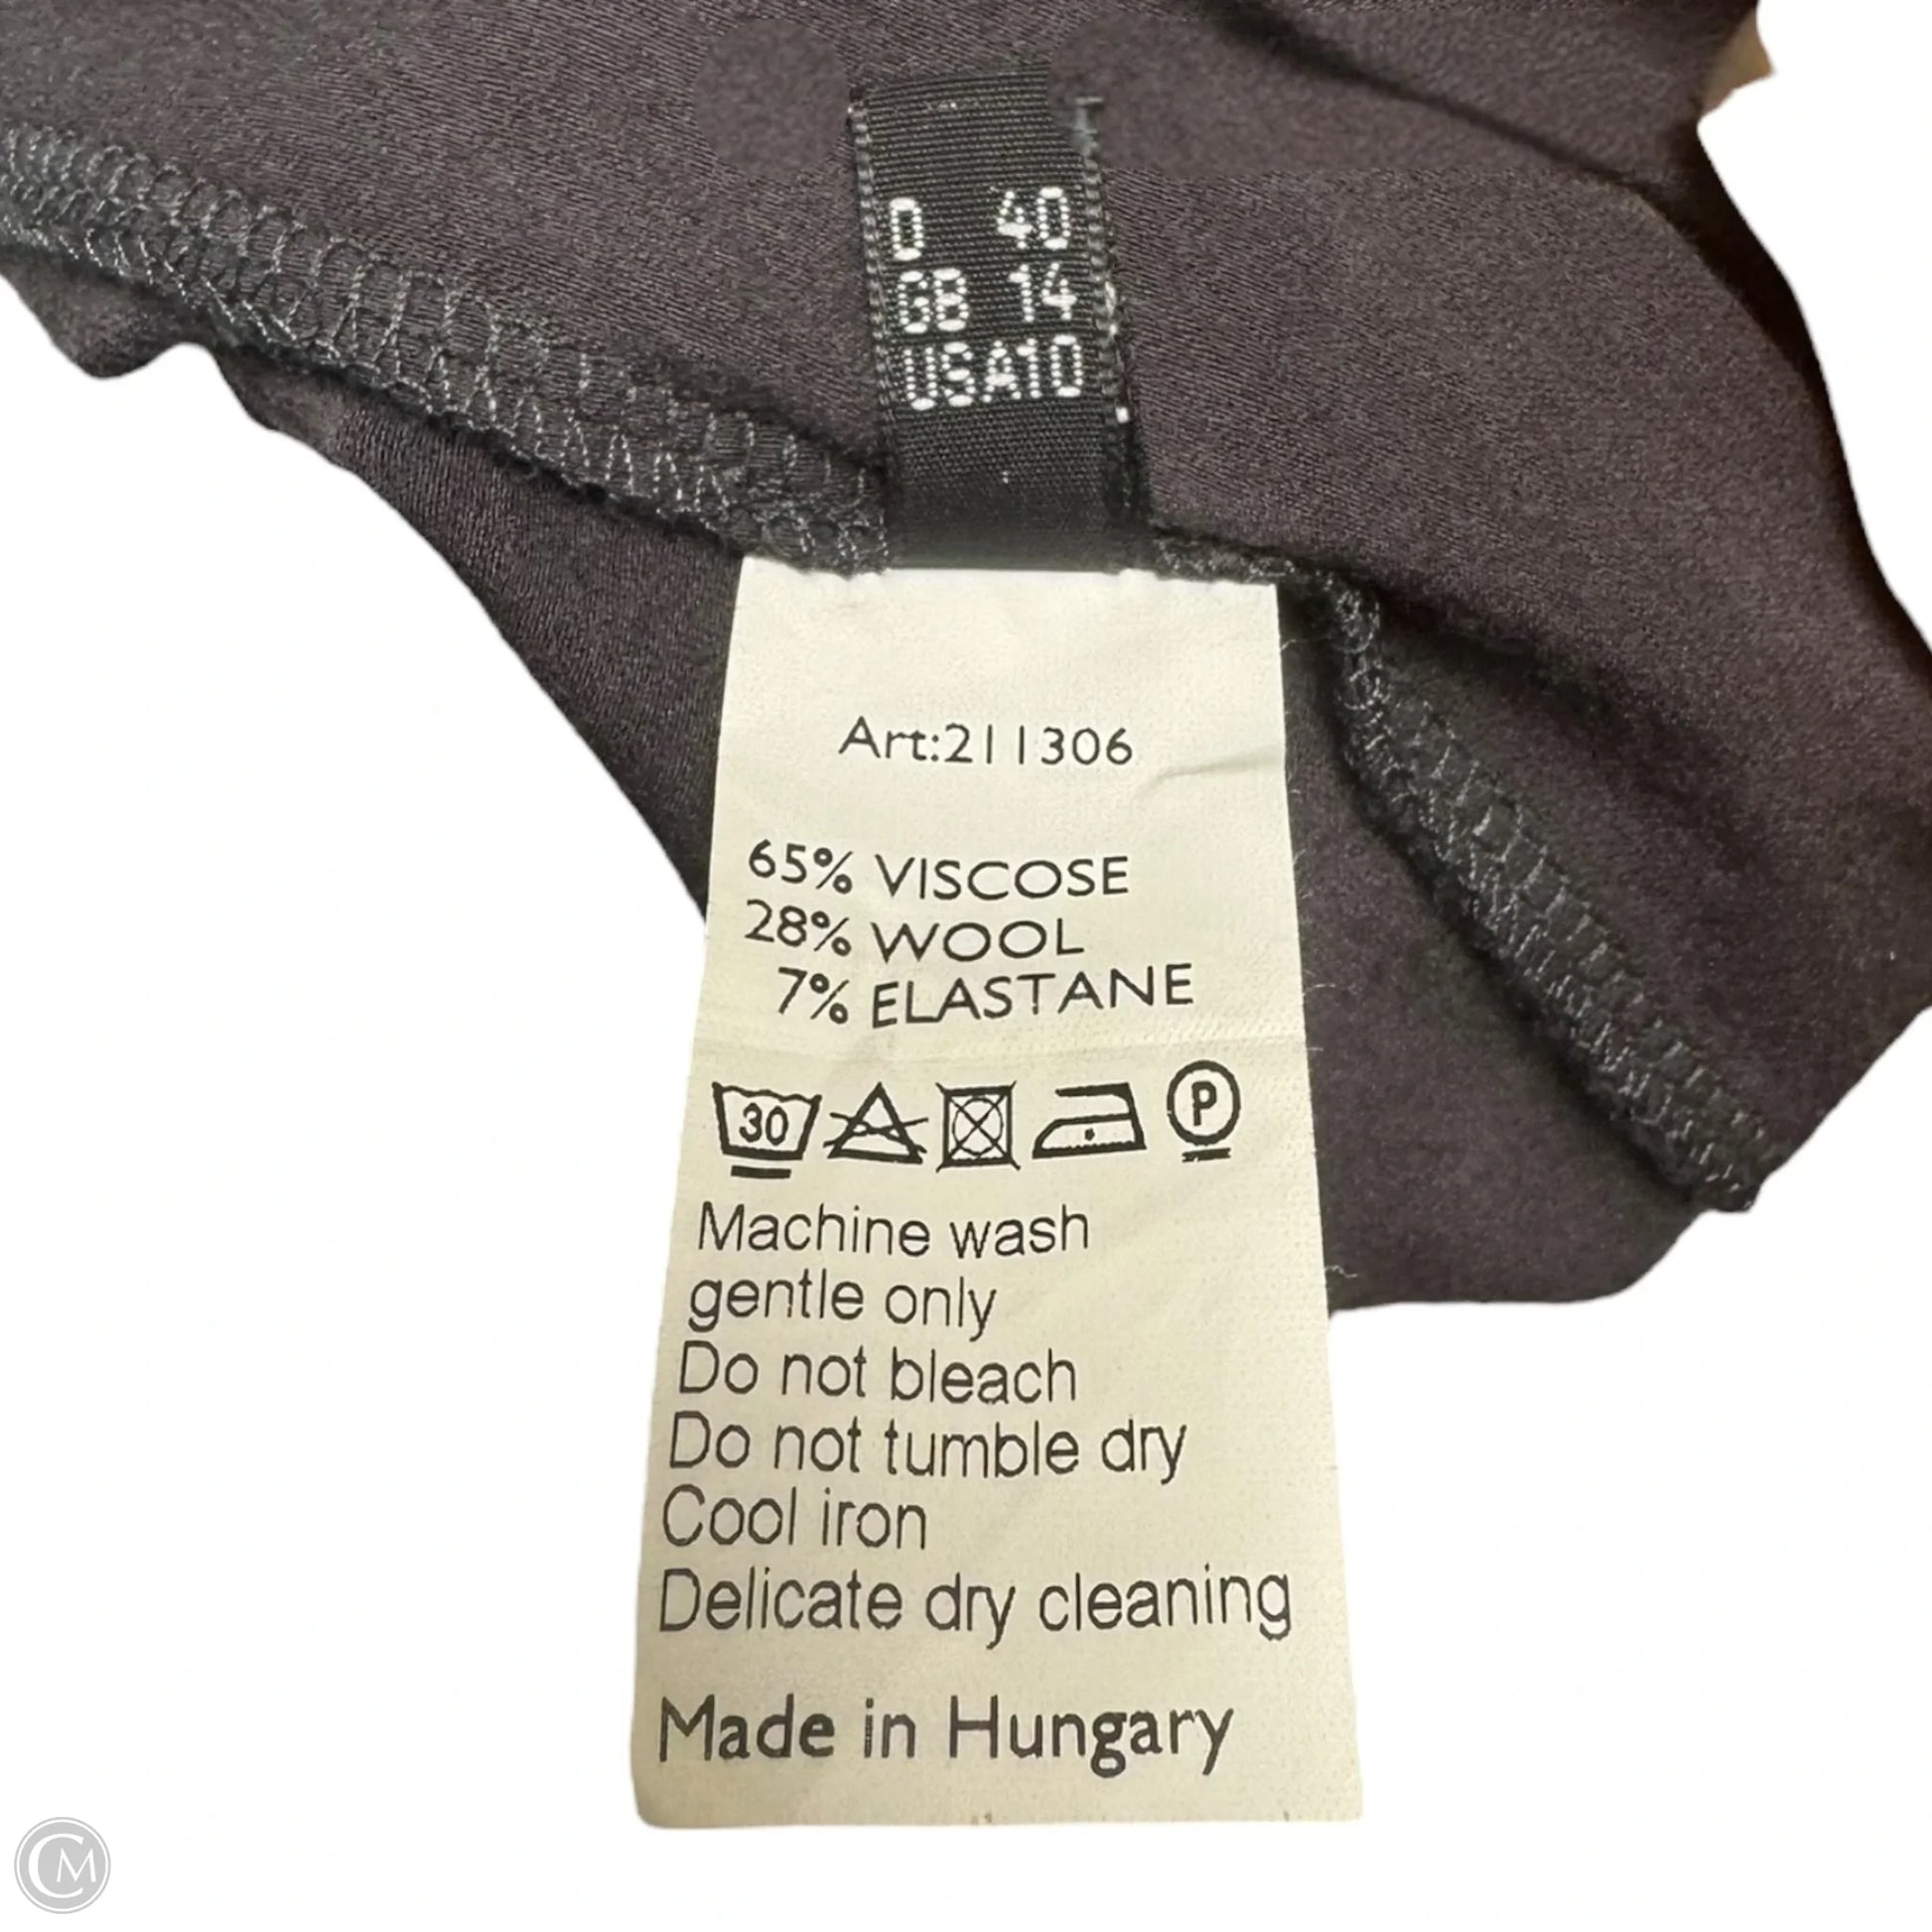 D 40
GB 14
USA10
Art:211306
65% VISCOSE
28% WOOL
7% ELASTANE
30 P
Machine wash
gentle only
Do not bleach
Do not tumble dry
Cool iron
Delicate dry cleaning
Made in Hungary
CM